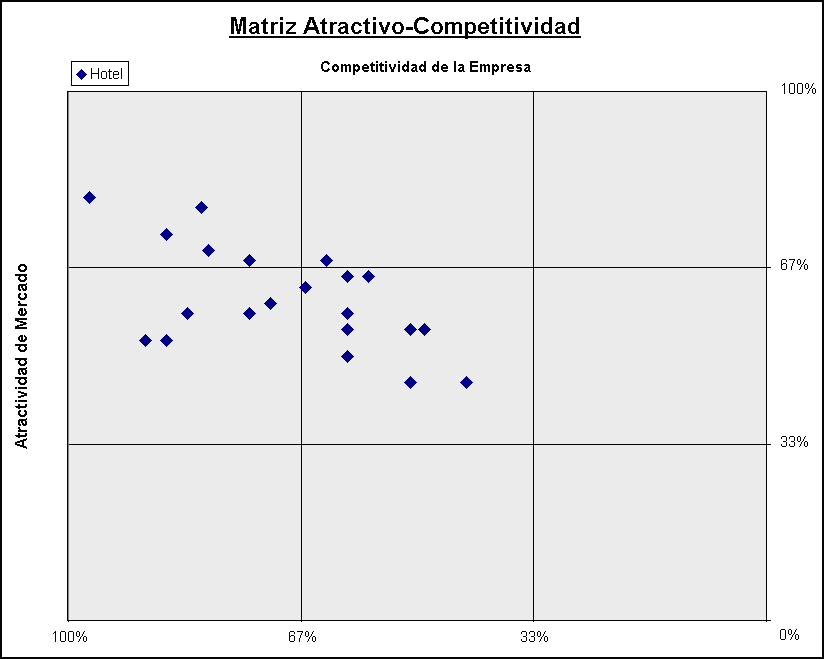 Matriz Atractivo-Competitividad
Competitividad de la Empresa
Hotel
100%
67%
33%
0%
Atractividad de Mercado
100%
67%
33%